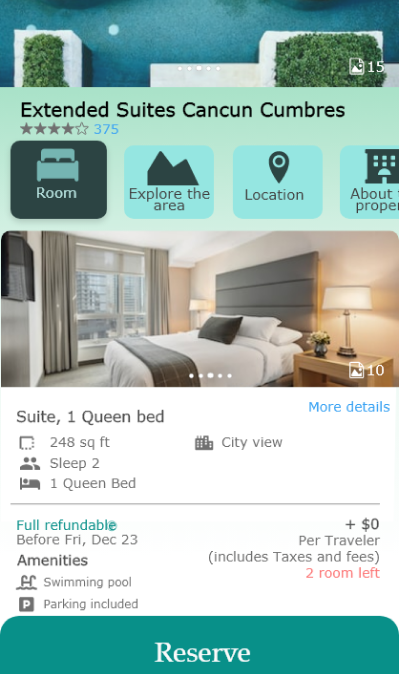 15
Extended Suites Cancun Cumbres
375
Room
Explore the
area
Location
About
proper
10
More details
Suite, 1 Queen bed
248 sq ft
City view
Sleep 2
1 Queen Bed
Full refundable
+ $0
Before Fri, Dec 23
Per Traveler
(includes Taxes and fees)
Amenities
2 room left
Swimming pool
Parking included
Reserve